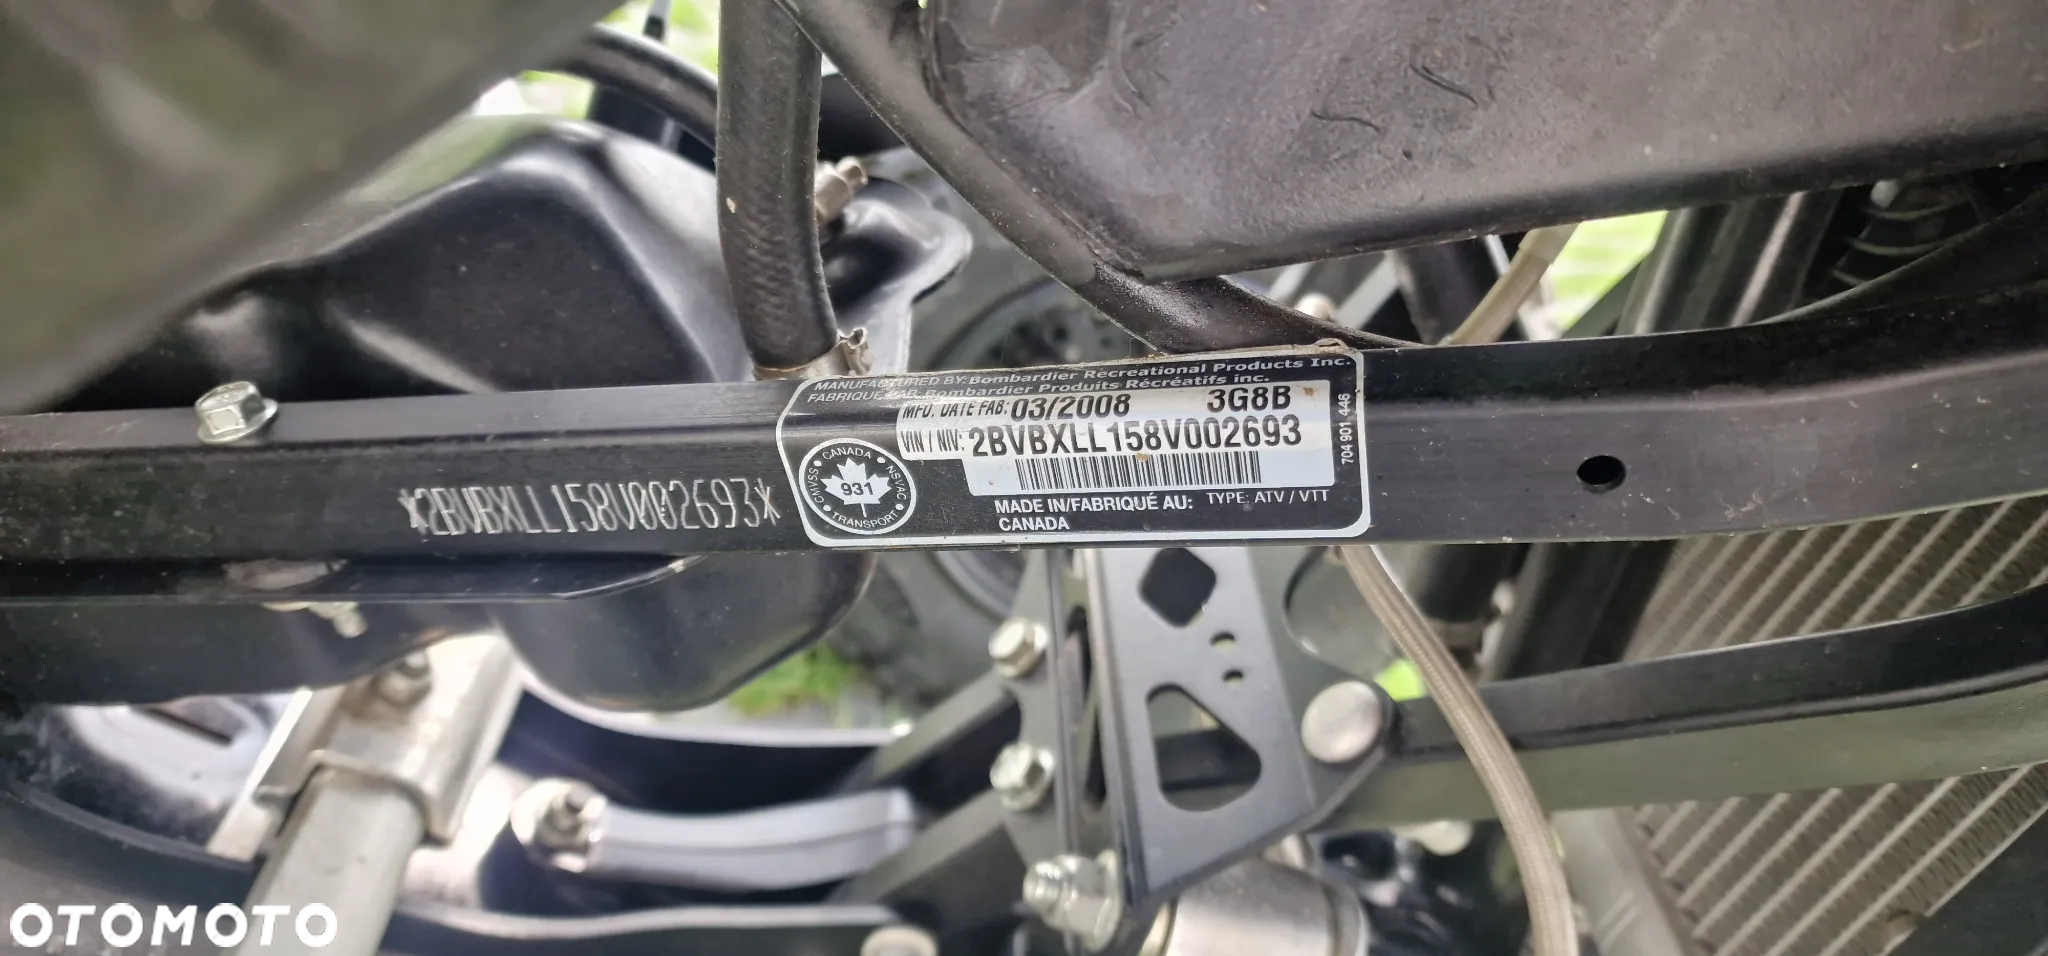 MANUFACTURED BY: Bombardier Recreational Products Inc.
FABRIQUÉ PAR: Bombardier Produits Récréatifs inc.
MFD. DATE FAB: 03/2008 3G8B
VIN / NIV: 2BVBXLL158V002693
704 901 446
CANADA
CMVSS 931 NSVAC
TRANSPORT
MADE IN/FABRIQUÉ AU: TYPE: ATV / VTT
CANADA
*2BVBXLL158V002693*
OTOMOTO